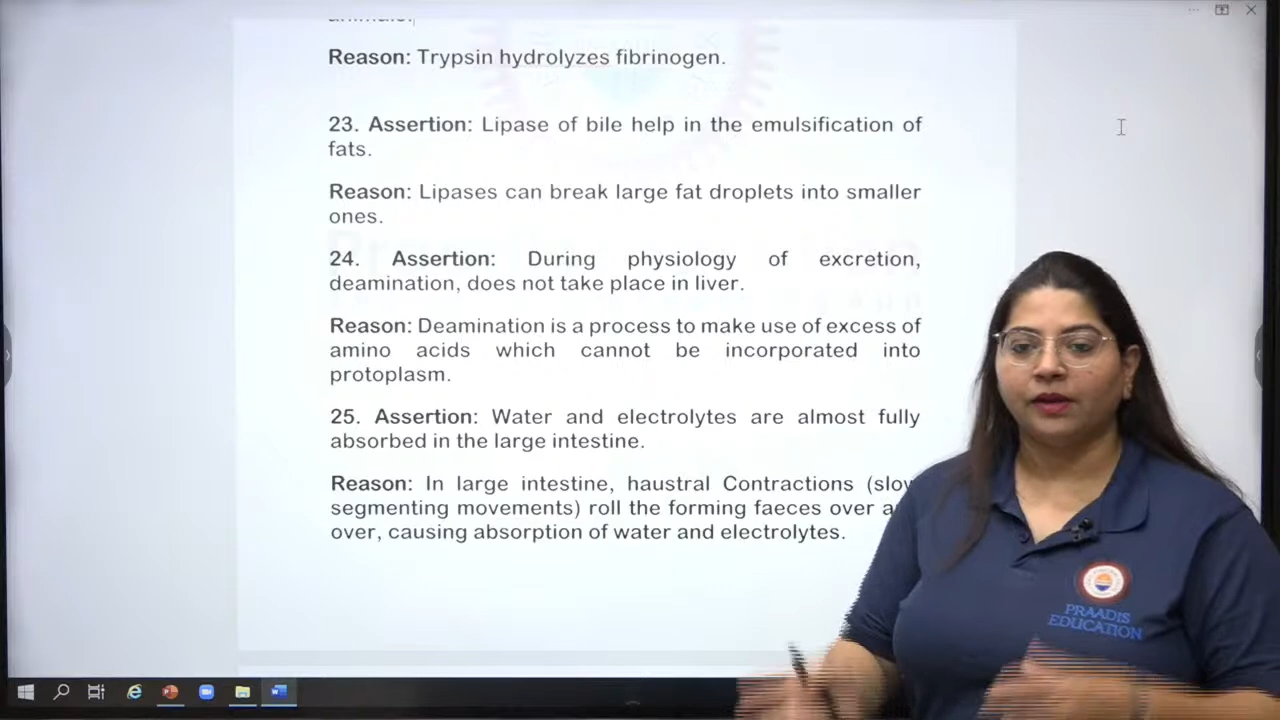 Reason: Trypsin hydrolyzes fibrinogen.
23. Assertion: Lipase of bile help in the emulsification of
fats.
Reason: Lipases can break large fat droplets into smaller
ones.
24. Assertion: During physiology of excretion,
deamination, does not take place in liver.
Reason: Deamination is a process to make use of excess of
amino acids which cannot be incorporated into
protoplasm.
25. Assertion: Water and electrolytes are almost fully
absorbed in the large intestine.
Reason: In large intestine, haustral Contractions (slow
segmenting movements) roll the forming faeces over
over, causing absorption of water and electrolytes.
PRAADIS
EDUCATION